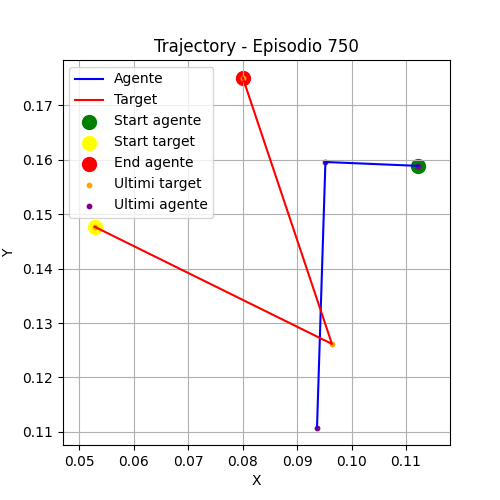 Trajectory - Episodio 750
Agente
Target
Start agente
Start target
End agente
Ultimi target
Ultimi agente
0.17
0.16
0.15
0.14
0.13
0.12
0.11
Y
0.05 0.06 0.07 0.08 0.09 0.10 0.11
X